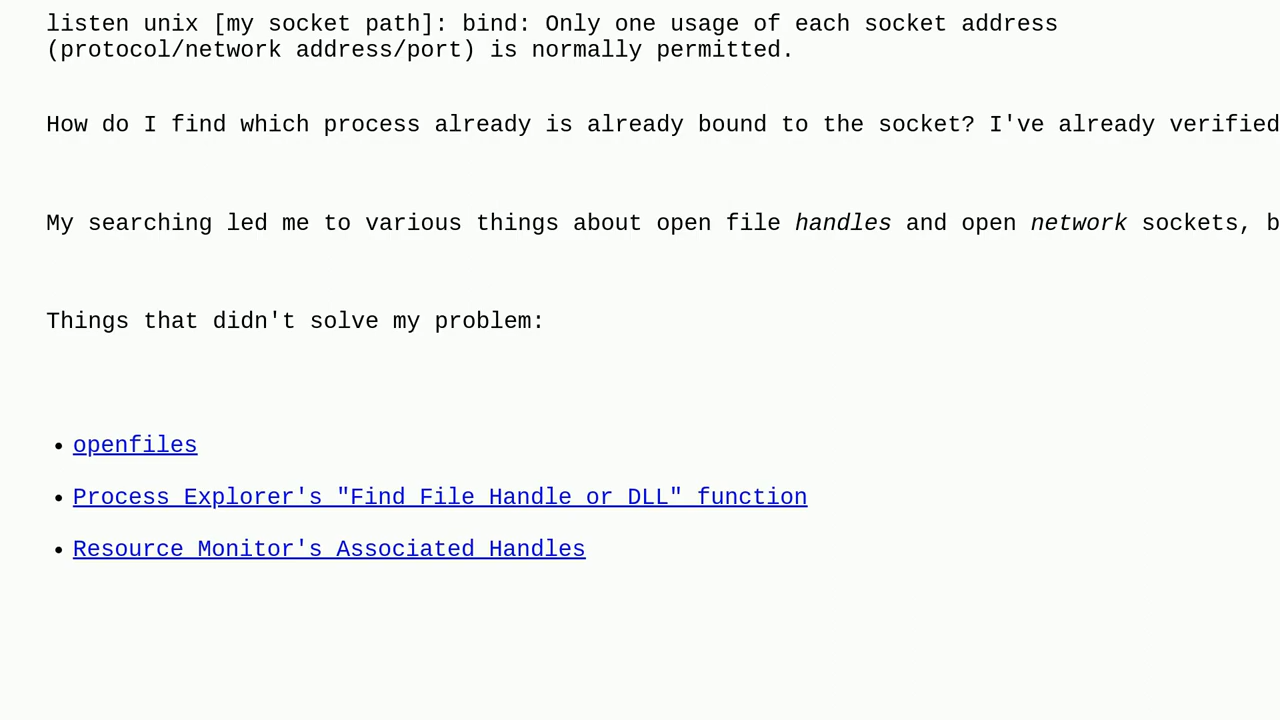 listen unix [my socket path]: bind: Only one usage of each socket address
(protocol/network address/port) is normally permitted.
How do I find which process already is already bound to the socket? I've already verified
My searching led me to various things about open file handles and open network sockets, b
Things that didn't solve my problem:
• openfiles
• Process Explorer's "Find File Handle or DLL" function
• Resource Monitor's Associated Handles